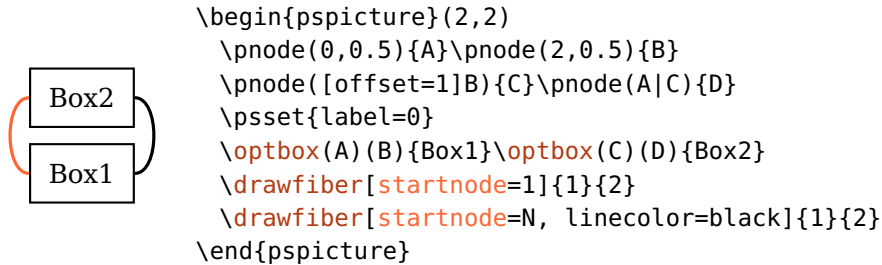 Box2
Box1
\begin{pspicture}(2,2)
\pnode(0,0.5){A}\pnode(2,0.5){B}
\pnode([offset=1]B){C}\pnode(A|C){D}
\psset{label=0}
\optbox(A)(B){Box1}\optbox(C)(D){Box2}
\drawfiber[startnode=1]{1}{2}
\drawfiber[startnode=N, linecolor=black]{1}{2}
\end{pspicture}